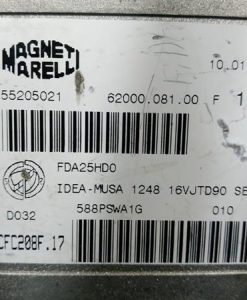 MAGNETI
MARELLI
10.01
55205021 62000.081.00 F 1
FDA25HD0
IDEA-MUSA 1248 16VJTD90 SE
D032 588PSWA1G 010
CFC208F.17